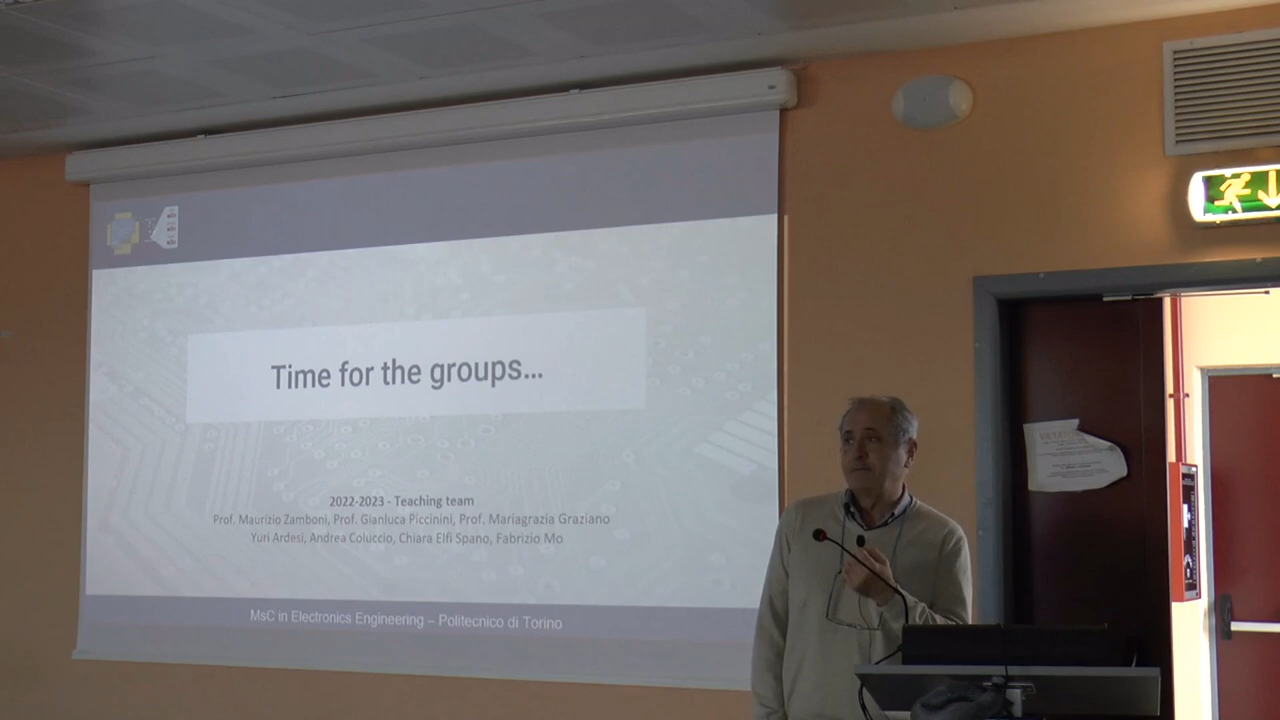 Time for the groups...
2022-2023 - Teaching team
Prof. Maurizio Zamboni, Prof. Gianluca Piccinini, Prof. Mariagrazia Graziano
Yuri Ardesi, Andrea Coluccio, Chiara Elfi Spano, Fabrizio Mo
MsC in Electronics Engineering – Politecnico di Torino